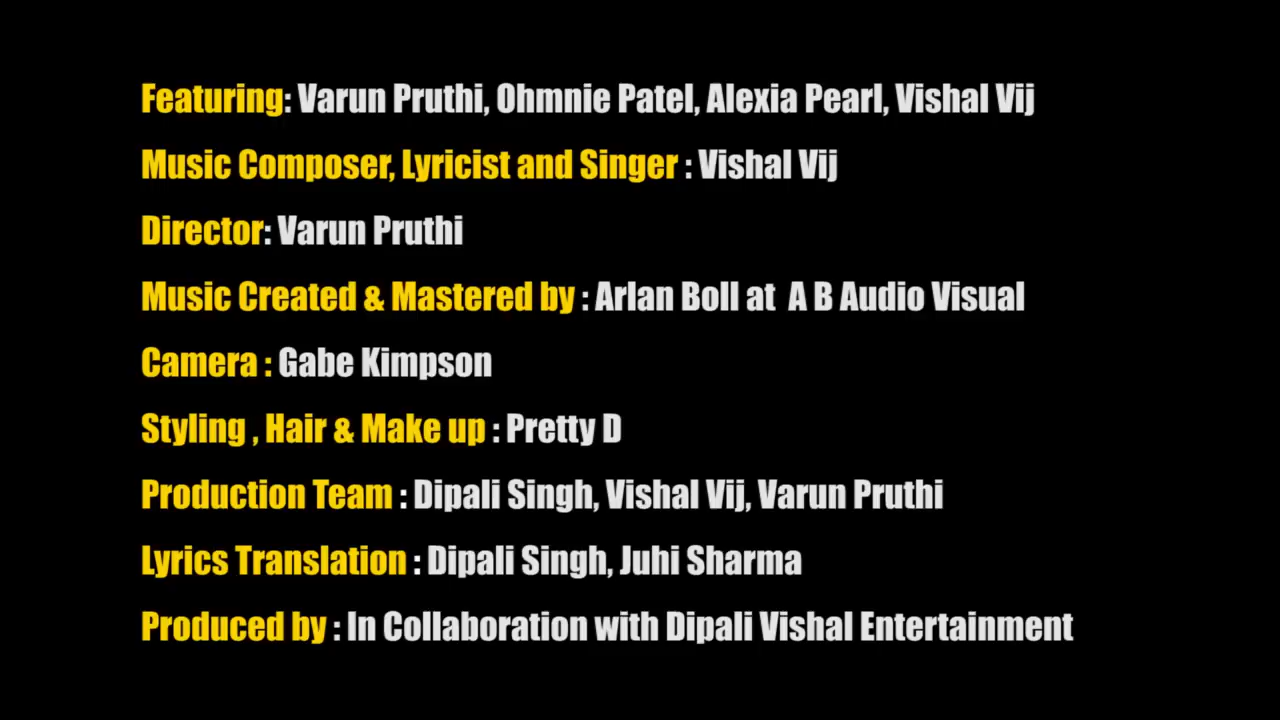 Featuring: Varun Pruthi, Ohmnie Patel, Alexia Pearl, Vishal Vij
Music Composer, Lyricist and Singer : Vishal Vij
Director: Varun Pruthi
Music Created & Mastered by : Arlan Boll at  A B Audio Visual
Camera : Gabe Kimpson
Styling , Hair & Make up : Pretty D
Production Team : Dipali Singh, Vishal Vij, Varun Pruthi
Lyrics Translation : Dipali Singh, Juhi Sharma
Produced by : In Collaboration with Dipali Vishal Entertainment